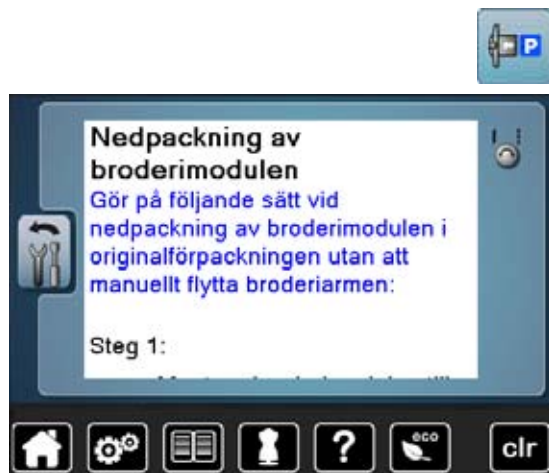 P
Nedpackning av
broderimodulen
Gör på följande sätt vid
nedpackning av broderimodulen i
originalförpackningen utan att
manuellt flytta broderiarmen:
Steg 1:
?
eco
clr